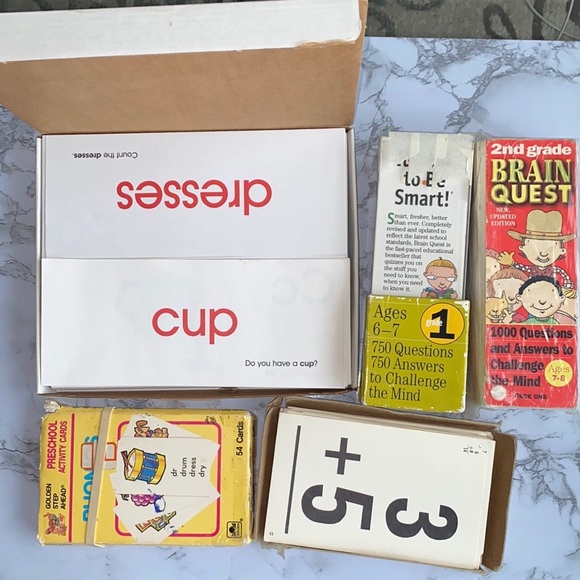 Count the dresses.
dresses
cup
Do you have a cup?
to Be
Smart!
Smart, fresher, better
than ever. Completely
revised and updated to
reflect the latest school
standards, Brain Quest is
the fast-paced educational
bestseller that
quizzes you on
the stuff you
need to know,
when you
need to
know it.
Ages
6–7
grade
1
750 Questions
750 Answers
to Challenge
the Mind
2nd grade
BRAIN
QUEST
NEW
UPDATED
EDITION
1000 Questions
and Answers to
Challenge
the Mind
Ages
7-8
GOLDEN
STEP
AHEAD
PRESCHOOL
ACTIVITY CARDS
54 Cards
dr
drum
dress
dry
3
+5